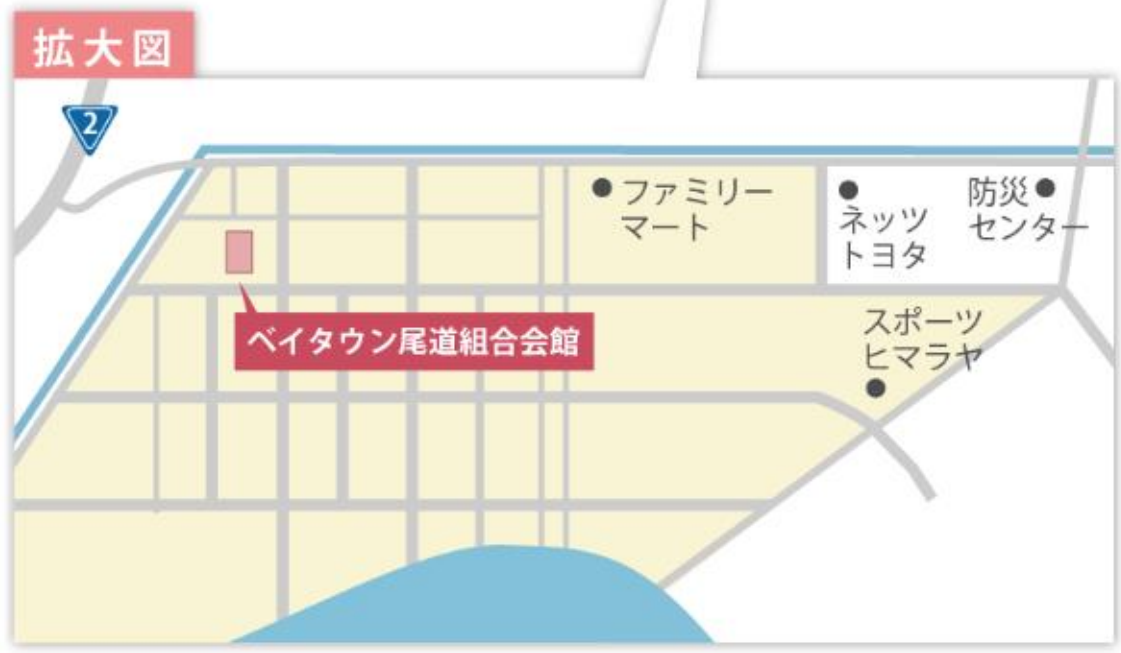 拡大図
2
ファミリー
マート
ネッツ
トヨタ
防災
センター
ベイタウン尾道組合会館
スポーツ
ヒマラヤ